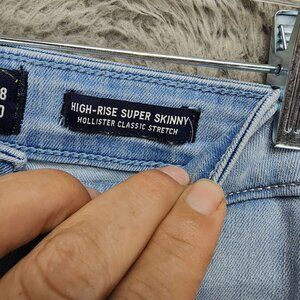 HIGH-RISE SUPER SKINNY
HOLLISTER CLASSIC STRETCH